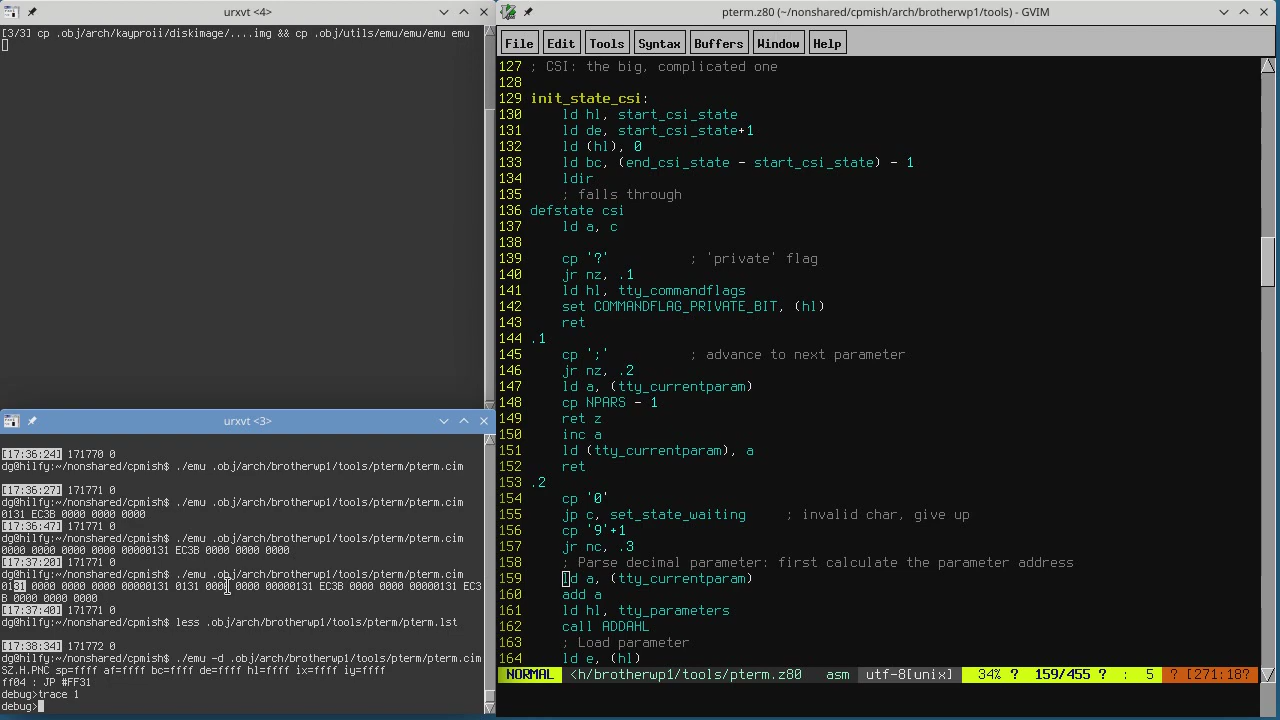 urxvt <4>
[3/3] cp .obj/arch/kayproii/diskimage/....img && cp .obj/utils/emu/emu/emu emu
urxvt <3>
[17:36:24] 171770 0
dg@hilfy:~/nonshared/cpmish$ ./emu .obj/arch/brotherwp1/tools/pterm/pterm.cim
[17:36:27] 171771 0
dg@hilfy:~/nonshared/cpmish$ ./emu .obj/arch/brotherwp1/tools/pterm/pterm.cim
0131 EC3B 0000 0000
[17:36:47] 171771 0
dg@hilfy:~/nonshared/cpmish$ ./emu .obj/arch/brotherwp1/tools/pterm/pterm.cim
0000 0000 0000 0000 00000131 EC3B 0000 0000
[17:37:20] 171771 0
dg@hilfy:~/nonshared/cpmish$ ./emu .obj/arch/brotherwp1/tools/pterm/pterm.cim
0131 0000 0000 0000 00000131 0131 0000 0000 00000131 EC3B 0000 0000 00000131 EC3
B 0000 0000 0000
[17:37:40] 171771 0
dg@hilfy:~/nonshared/cpmish$ less .obj/arch/brotherwp1/tools/pterm/pterm.lst
[17:38:34] 171772 0
dg@hilfy:~/nonshared/cpmish$ ./emu -d .obj/arch/brotherwp1/tools/pterm/pterm.cim
SZ.H.PNC sp=ffff af=ffff bc=ffff de=ffff hl=ffff ix=ffff iy=ffff
ff04 : JP #FF31
debug>trace 1
debug>
pterm.z80 (~/nonshared/cpmish/arch/brotherwp1/tools) - GVIM
File Edit Tools Syntax Buffers Window Help
127 ; CSI: the big, complicated one
128
129 init_state_csi:
130     ld hl, start_csi_state
131     ld de, start_csi_state+1
132     ld (hl), 0
133     ld bc, (end_csi_state - start_csi_state) - 1
134     ldir
135     ; falls through
136 defstate csi
137     ld a, c
138
139     cp '?'          ; 'private' flag
140     jr nz, .1
141     ld hl, tty_commandflags
142     set COMMANDFLAG_PRIVATE_BIT, (hl)
143     ret
144 .1
145     cp ';'          ; advance to next parameter
146     jr nz, .2
147     ld a, (tty_currentparam)
148     cp NPARS - 1
149     ret z
150     inc a
151     ld (tty_currentparam), a
152     ret
153 .2
154     cp '0'
155     jp c, set_state_waiting     ; invalid char, give up
156     cp '9'+1
157     jr nc, .3
158     ; Parse decimal parameter: first calculate the parameter address
159     ld a, (tty_currentparam)
160     add a
161     ld hl, tty_parameters
162     call ADDAHL
163     ; Load parameter
164     ld e, (hl)
NORMAL <h/brotherwp1/tools/pterm.z80 asm utf-8[unix] 34% ? 159/455 ? : 5 ? [271:18?